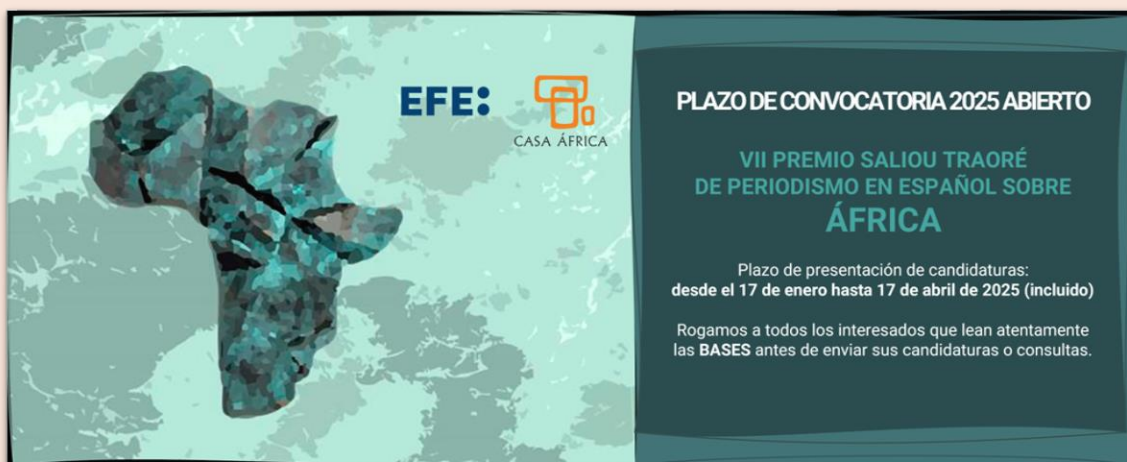 EFE:
CASA ÁFRICA
PLAZO DE CONVOCATORIA 2025 ABIERTO
VII PREMIO SALIOU TRAORÉ
DE PERIODISMO EN ESPAÑOL SOBRE
ÁFRICA
Plazo de presentación de candidaturas:
desde el 17 de enero hasta 17 de abril de 2025 (incluido)
Rogamos a todos los interesados que lean atentamente
las BASES antes de enviar sus candidaturas o consultas.